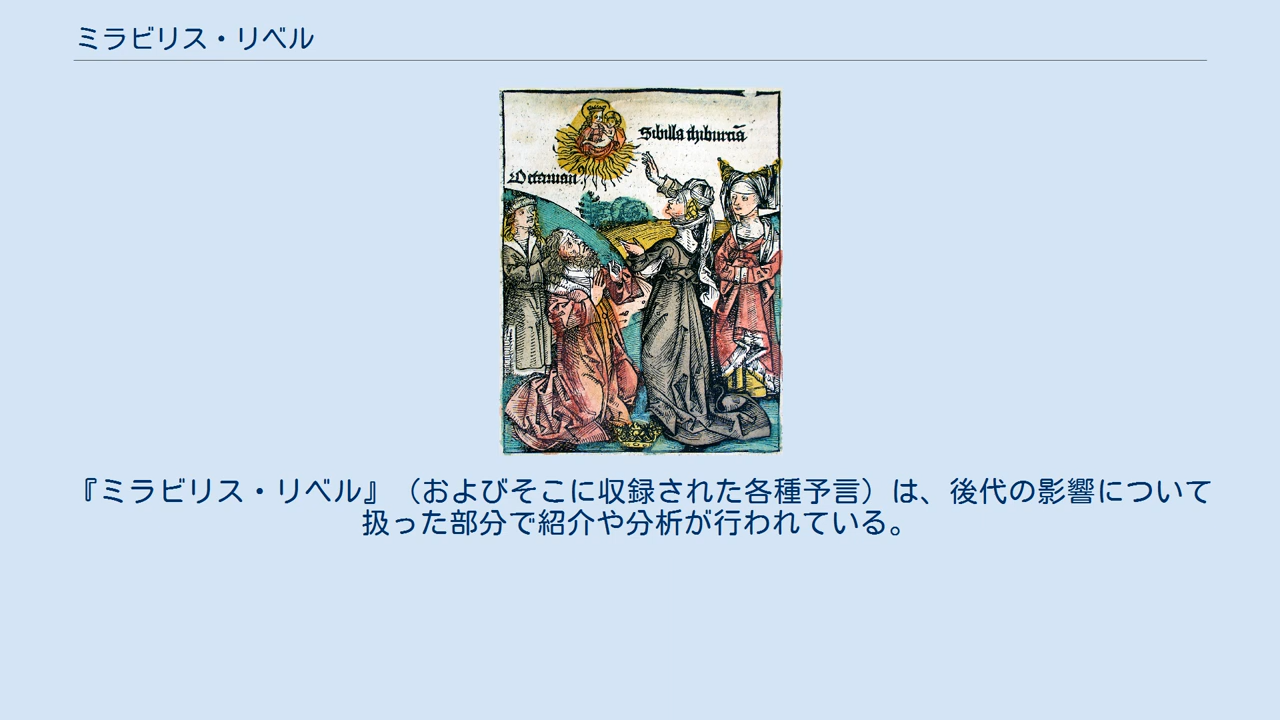 ミラビリス・リベル
Sibilla thiburtiā
Octavian⁹
『ミラビリス・リベル』（およびそこに収録された各種予言）は、後代の影響について
扱った部分で紹介や分析が行われている。